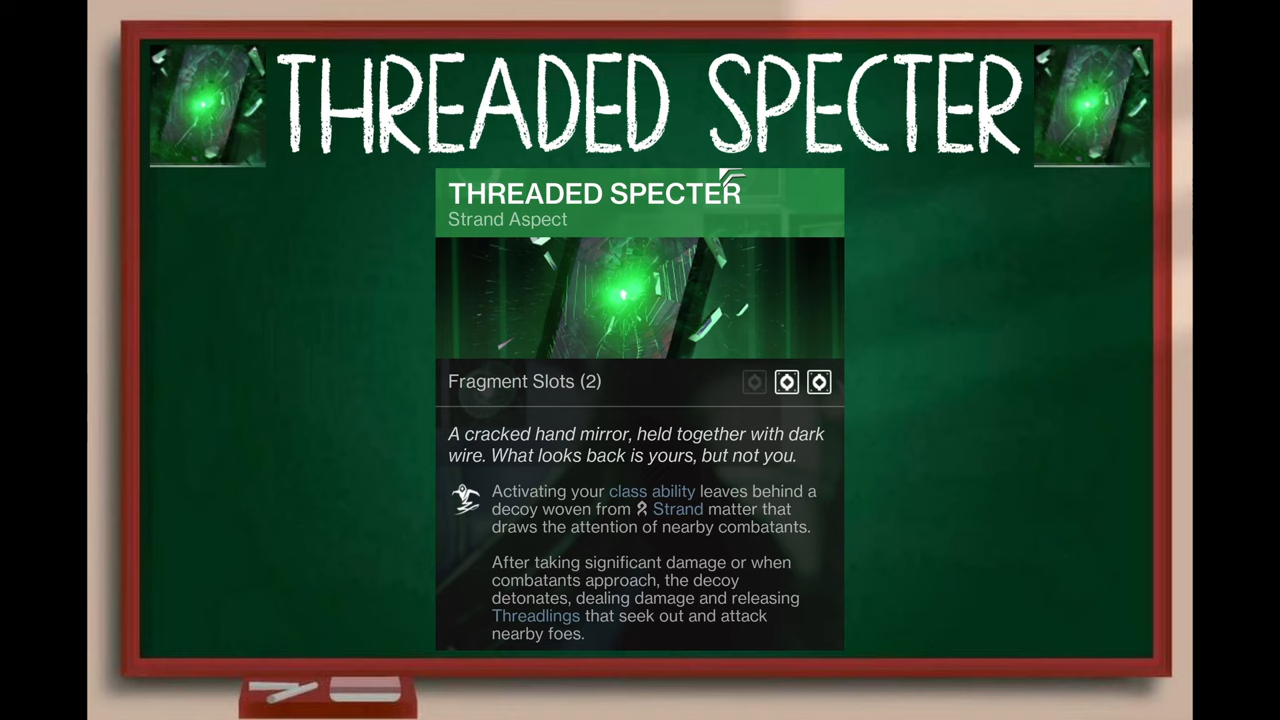 THREADED SPECTER
THREADED SPECTER
Strand Aspect
Fragment Slots (2)
A cracked hand mirror, held together with dark
wire. What looks back is yours, but not you.
Activating your class ability leaves behind a
decoy woven from Strand matter that
draws the attention of nearby combatants.
After taking significant damage or when
combatants approach, the decoy
detonates, dealing damage and releasing
Threadlings that seek out and attack
nearby foes.